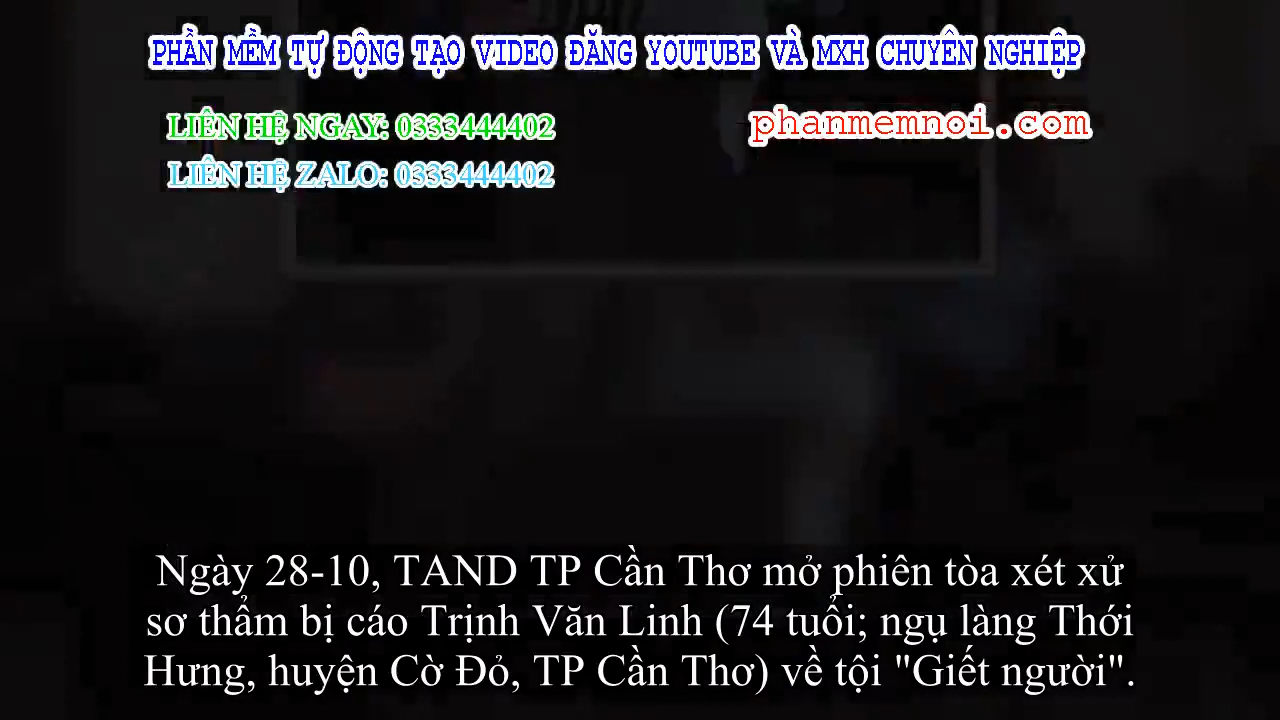 PHẦN MỀM TỰ ĐỘNG TẠO VIDEO ĐĂNG YOUTUBE VÀ MXH CHUYÊN NGHIỆP
LIÊN HỆ NGAY: 0333444402
phanmemnoi.com
LIÊN HỆ ZALO: 0333444402
Ngày 28-10, TAND TP Cần Thơ mở phiên tòa xét xử
sơ thẩm bị cáo Trịnh Văn Linh (74 tuổi; ngụ làng Thới
Hưng, huyện Cờ Đỏ, TP Cần Thơ) về tội "Giết người".